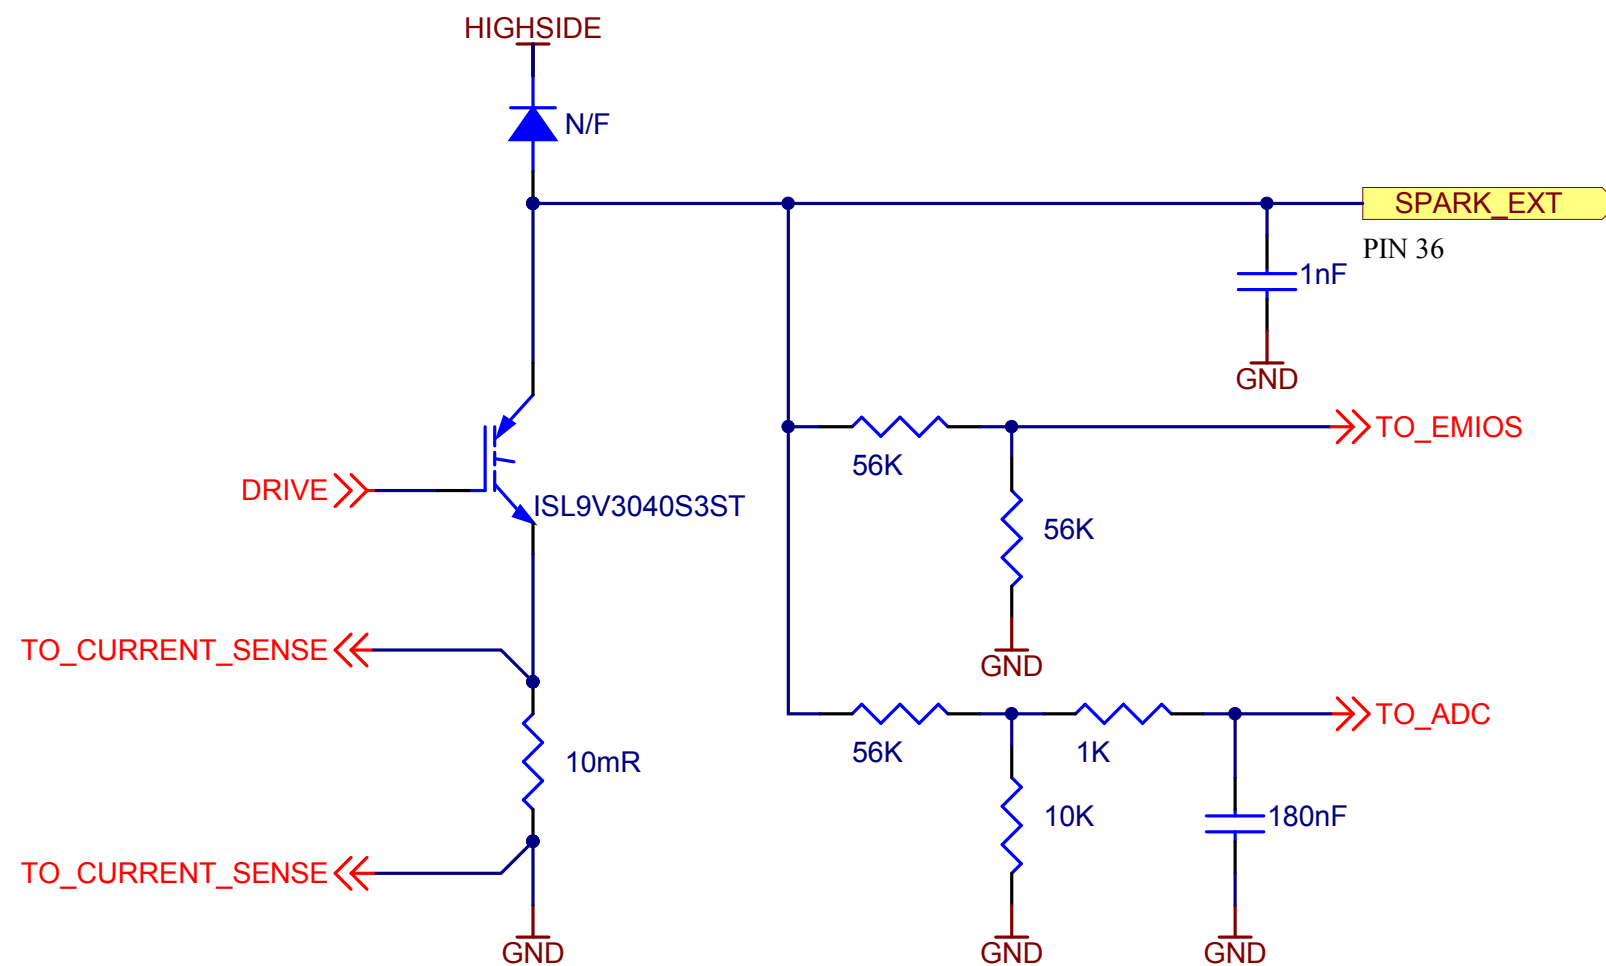 HIGHSIDE
N/F
SPARK_EXT
PIN 36
1nF
GND
TO_EMIOS
56K
DRIVE
ISL9V3040S3ST
56K
TO_CURRENT_SENSE
GND
TO_ADC
56K
1K
10mR
10K
180nF
TO_CURRENT_SENSE
GND
GND
GND